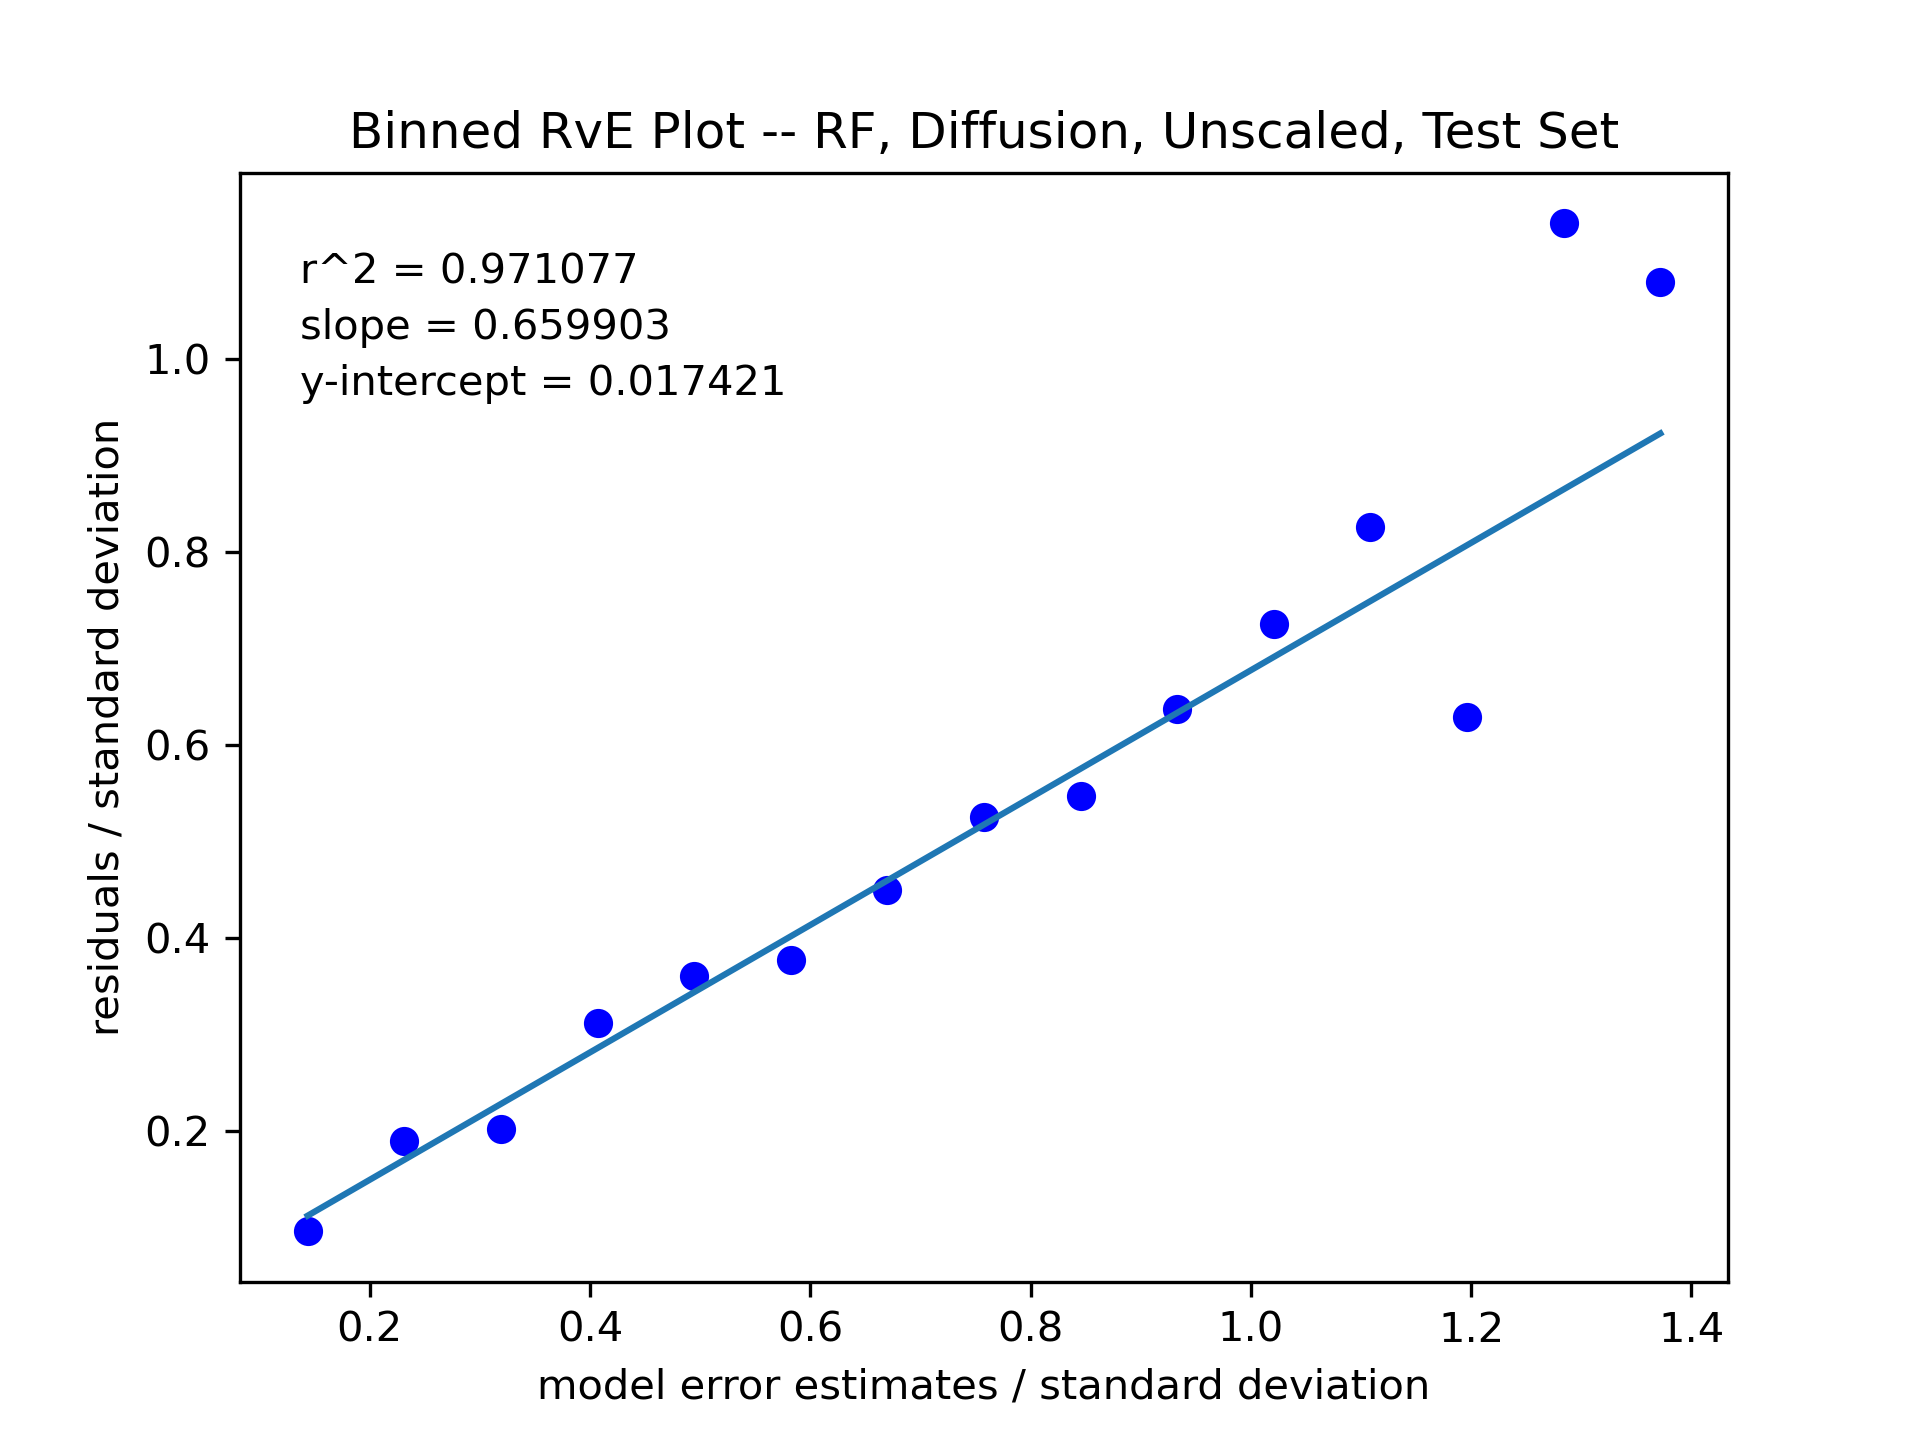 Binned RvE Plot -- RF, Diffusion, Unscaled, Test Set
r^2 = 0.971077
slope = 0.659903
y-intercept = 0.017421
1.0
0.8
0.6
0.4
0.2
residuals / standard deviation
0.2 0.4 0.6 0.8 1.0 1.2 1.4
model error estimates / standard deviation